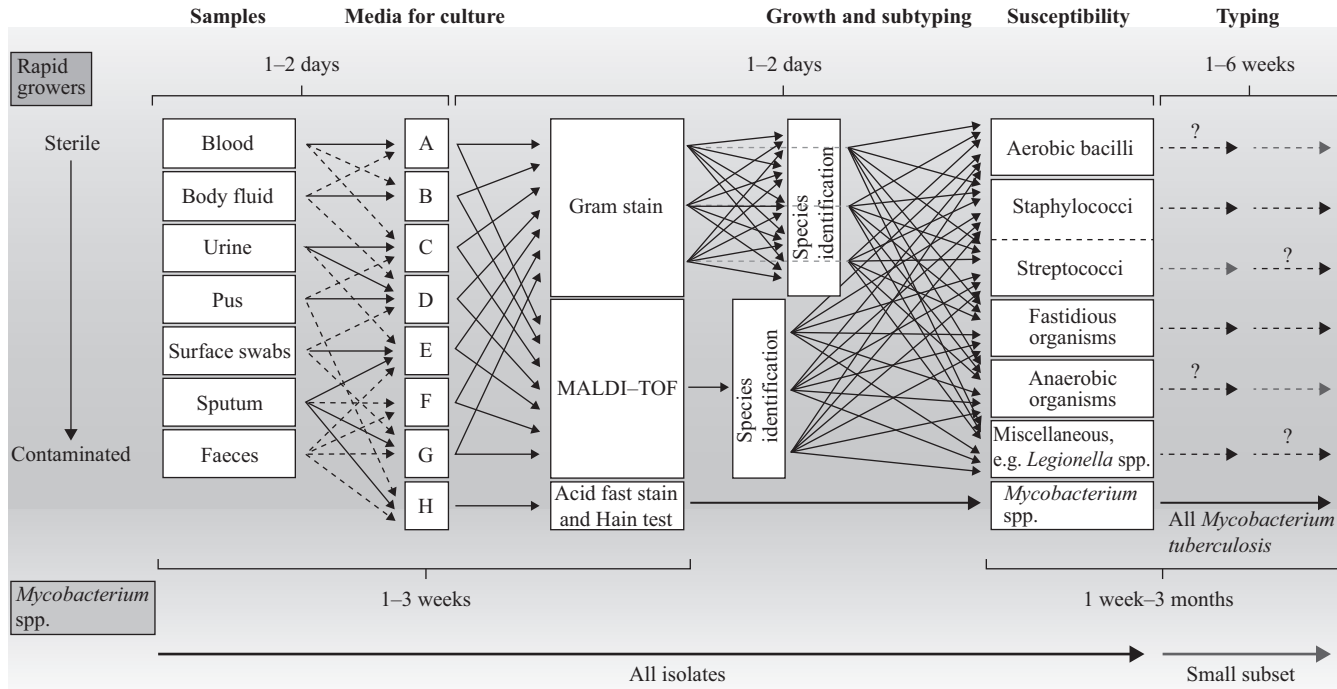 Samples
Media for culture
Growth and subtyping
Susceptibility
Typing
Rapid
growers
1–2 days
1–2 days
1–6 weeks
Sterile
Contaminated
Blood
Body fluid
Urine
Pus
Surface swabs
Sputum
Faeces
A
B
C
D
E
F
G
H
Gram stain
MALDI–TOF
Acid fast stain
and Hain test
Species
identification
Species
identification
Aerobic bacilli
Staphylococci
Streptococci
Fastidious
organisms
Anaerobic
organisms
Miscellaneous,
e.g. Legionella spp.
Mycobacterium
spp.
?
?
?
?
All Mycobacterium
tuberculosis
Mycobacterium
spp.
1–3 weeks
1 week–3 months
All isolates
Small subset